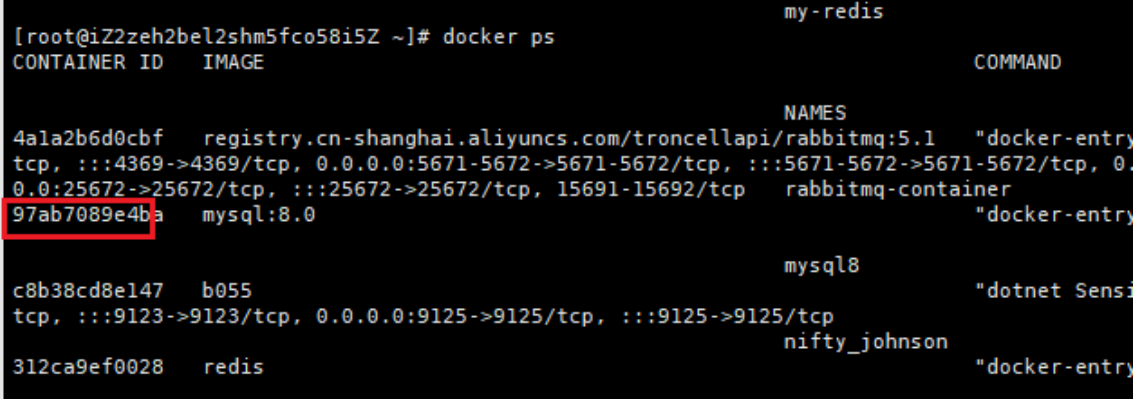 my-redis
[root@iZ2zeh2bel2shm5fco58i5Z ~]# docker ps
CONTAINER ID IMAGE COMMAND
NAMES
4a1a2b6d0cbf registry.cn-shanghai.aliyuncs.com/troncellapi/rabbitmq:5.1 "docker-entry
tcp, :::4369->4369/tcp, 0.0.0.0:5671-5672->5671-5672/tcp, :::5671-5672->5671-5672/tcp, 0.
0.0:25672->25672/tcp, :::25672->25672/tcp, 15691-15692/tcp rabbitmq-container
97ab7089e4ba mysql:8.0 "docker-entry
mysql8
c8b38cd8e147 b055 "dotnet Sensi
tcp, :::9123->9123/tcp, 0.0.0.0:9125->9125/tcp, :::9125->9125/tcp
nifty_johnson
312ca9ef0028 redis "docker-entry